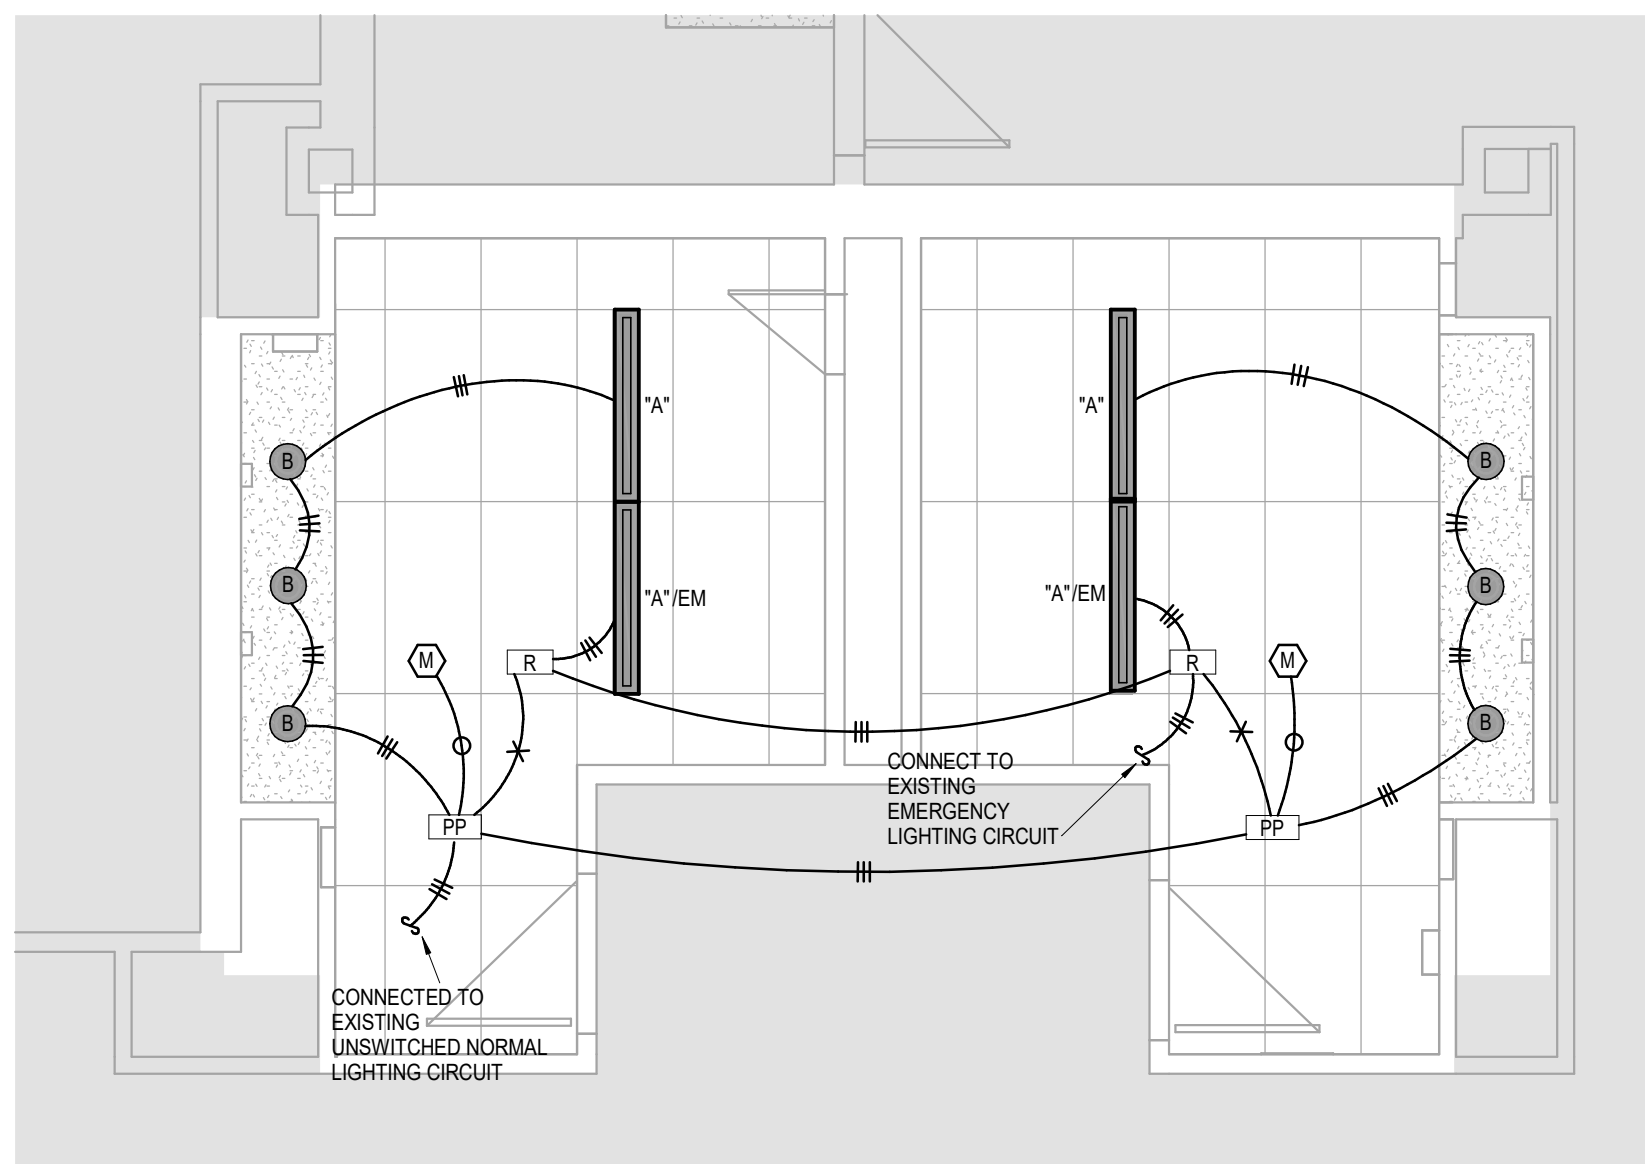 "A"
"A"
B
B
B
B
"A"/EM
"A"/EM
B
B
M
R
R
M
CONNECT TO
EXISTING
EMERGENCY
LIGHTING CIRCUIT
PP
PP
CONNECTED TO
EXISTING
UNSWITCHED NORMAL
LIGHTING CIRCUIT